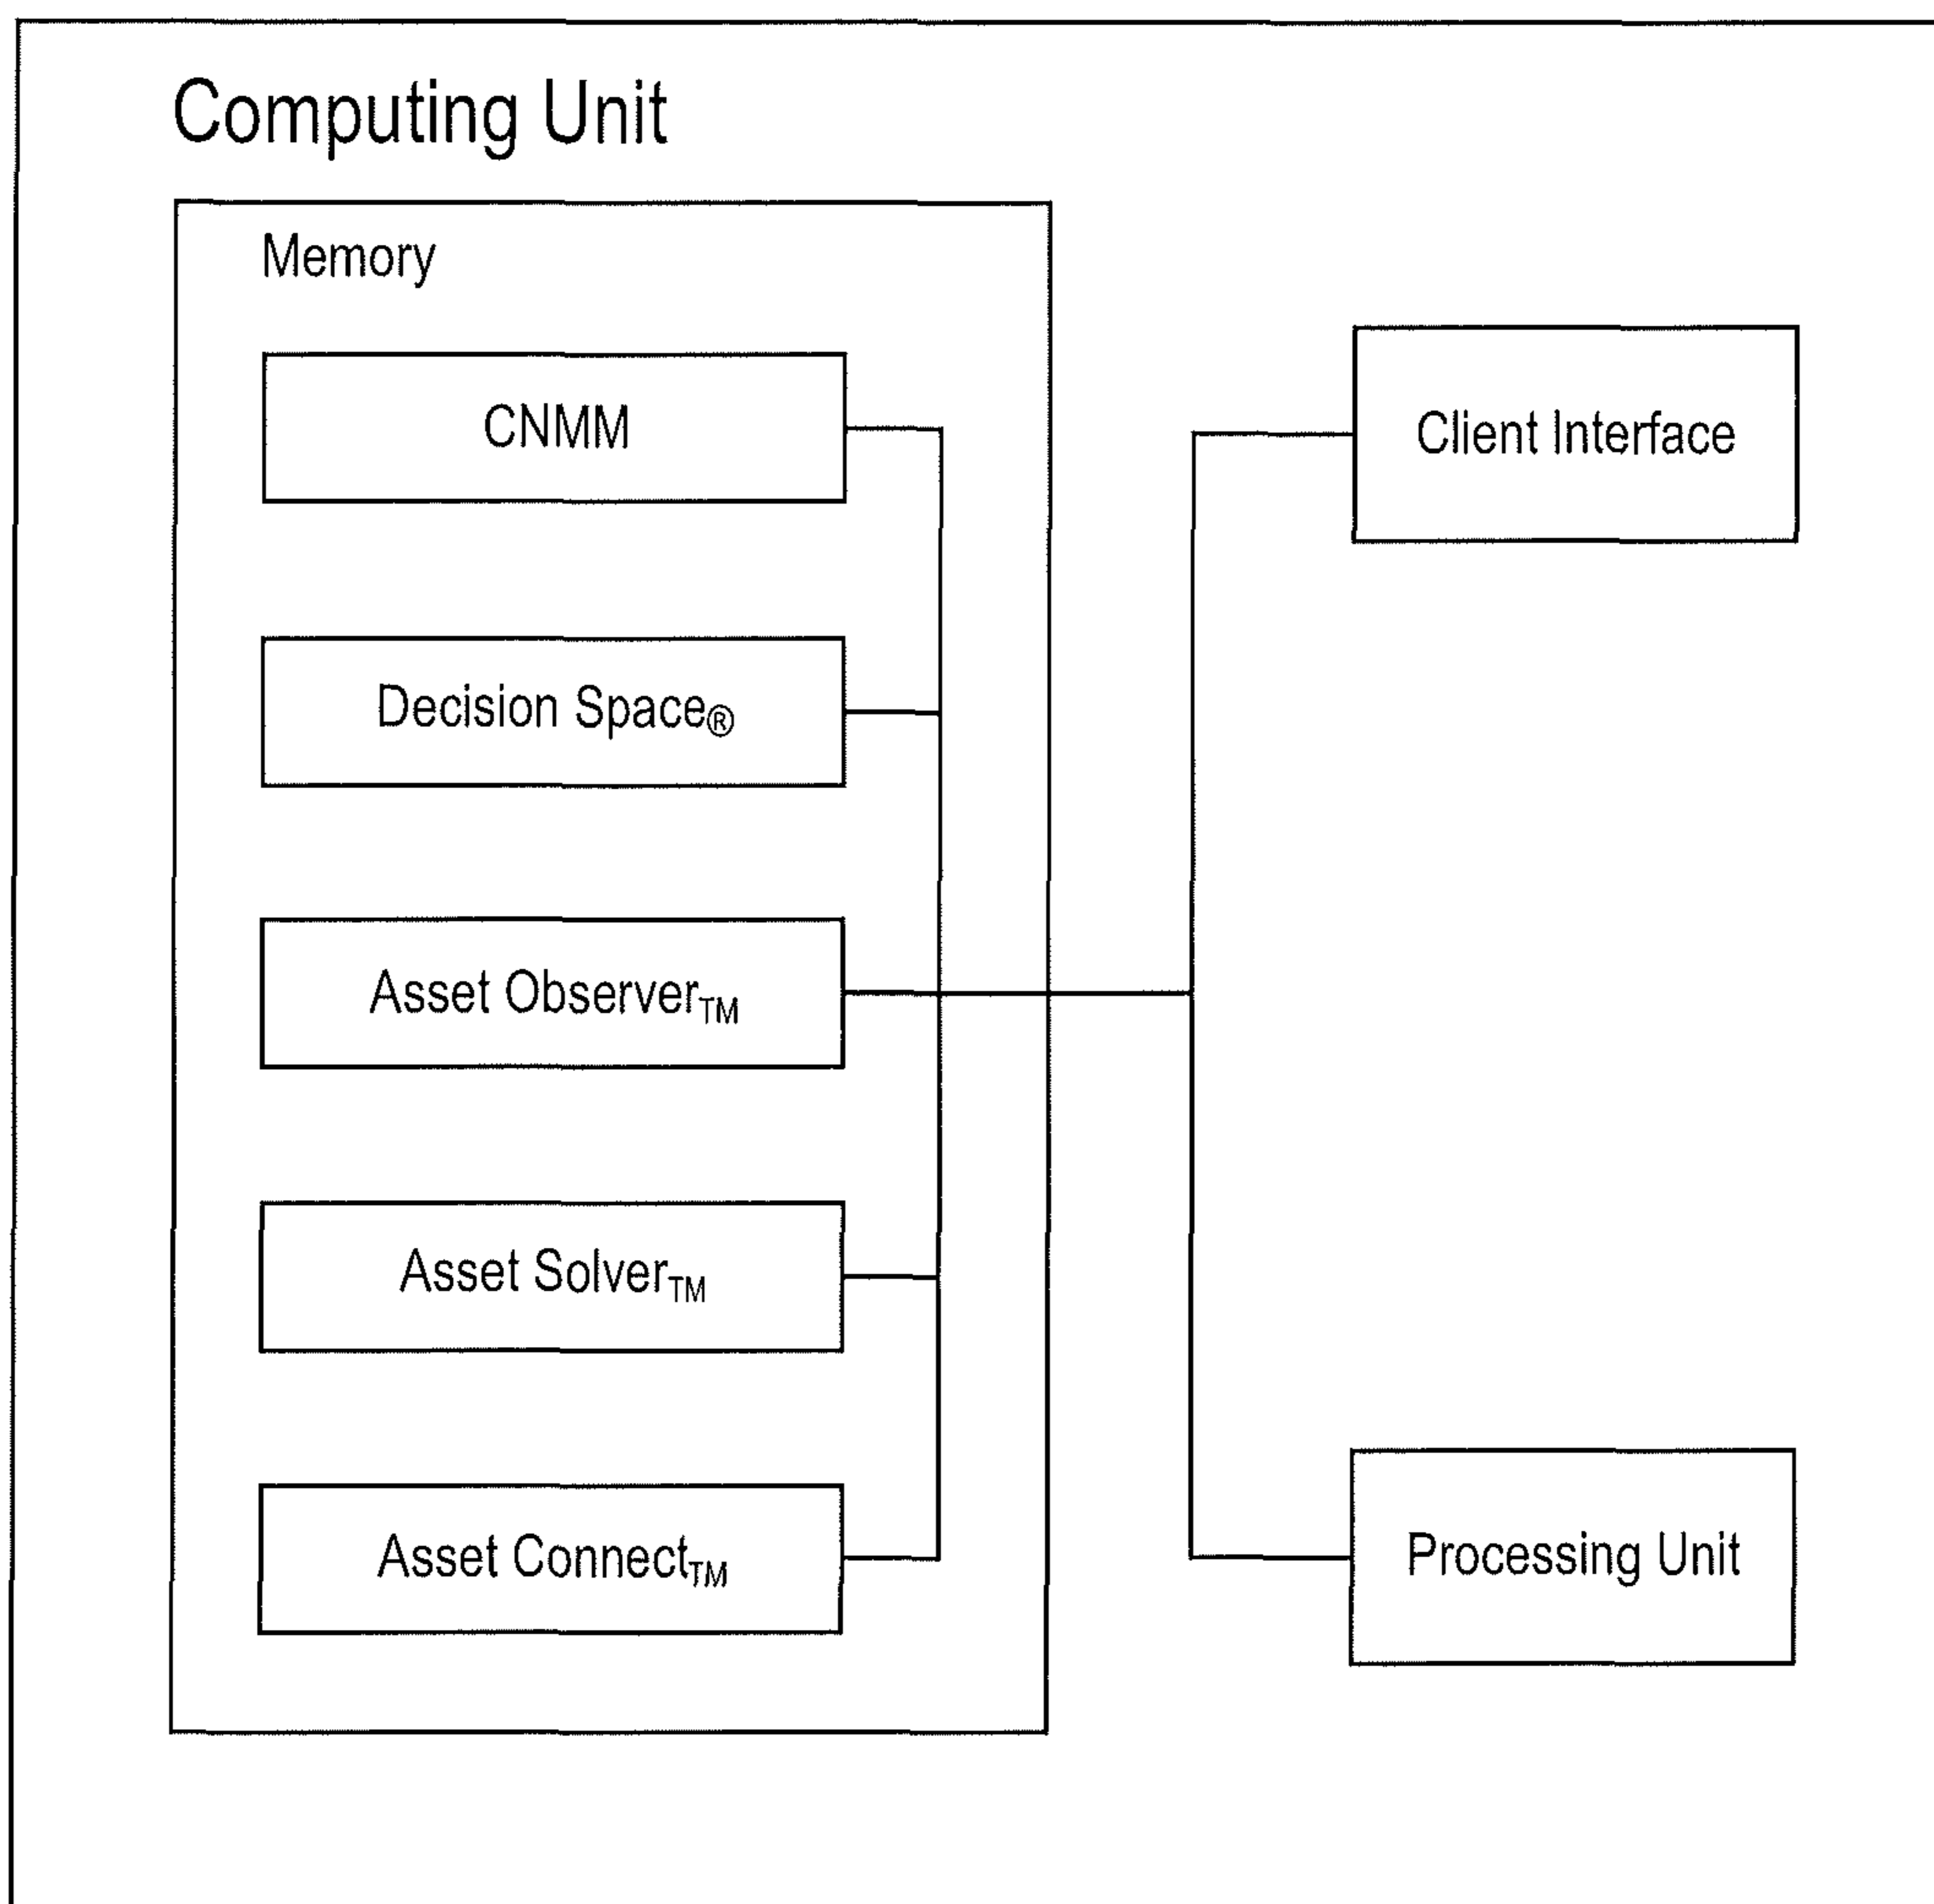 Computing Unit
Memory
CNMM
Decision Space®
Asset Observer™
Asset Solver™
Asset Connect™
Client Interface
Processing Unit